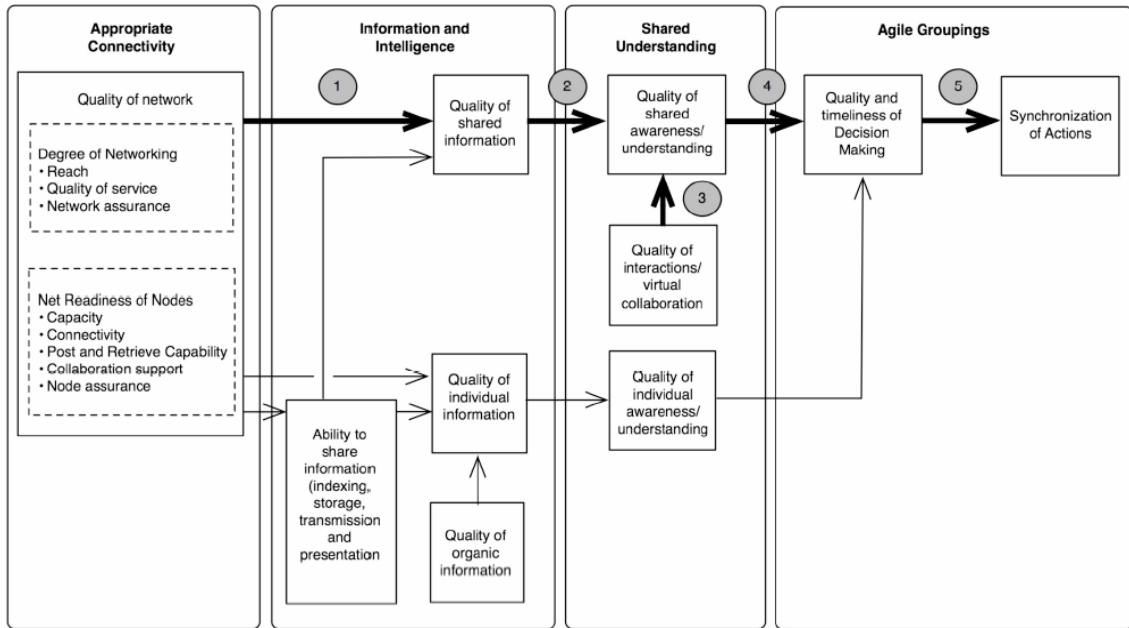 Appropriate
Connectivity
Quality of network
Degree of Networking
• Reach
• Quality of service
• Network assurance
Net Readiness of Nodes
• Capacity
• Connectivity
• Post and Retrieve Capability
• Collaboration support
• Node assurance
Information and
Intelligence
1
Quality of
shared
information
Quality of
individual
information
Ability to
share
information
(indexing,
storage,
transmission
and
presentation
Quality of
organic
information
2
Shared
Understanding
Quality of
shared
awareness/
understanding
3
Quality of
interactions/
virtual
collaboration
Quality of
individual
awareness/
understanding
4
Agile Groupings
Quality and
timeliness of
Decision
Making
5
Synchronization
of Actions